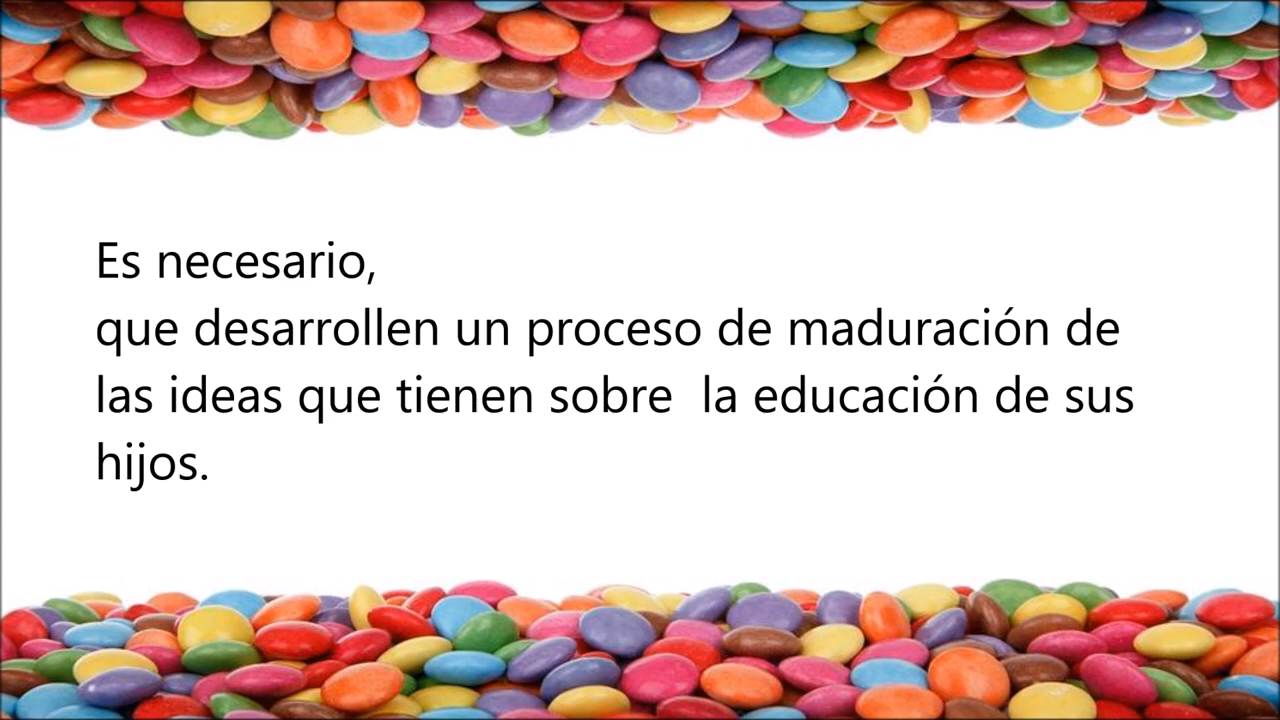 Es necesario,
que desarrollen un proceso de maduración de
las ideas que tienen sobre  la educación de sus
hijos.